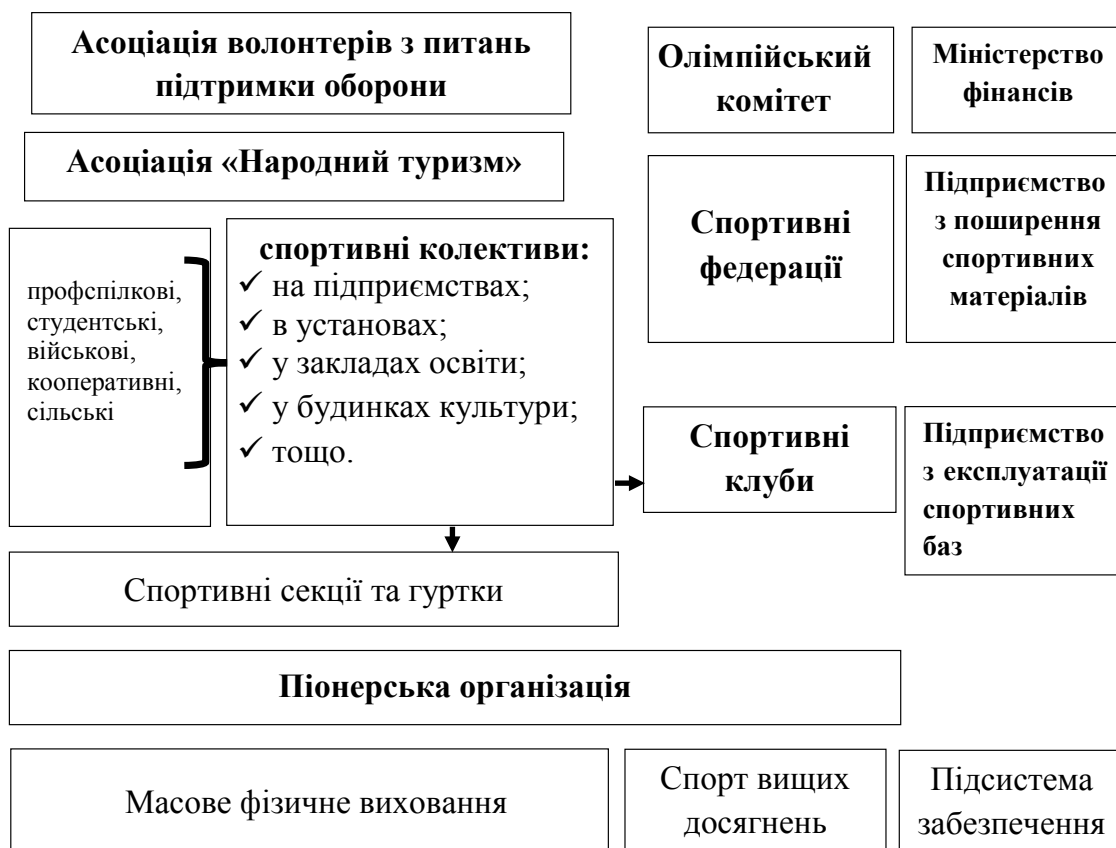 Асоціація волонтерів з питань
підтримки оборони
Олімпійський
комітет
Міністерство
фінансів
Асоціація «Народний туризм»
Спортивні
федерації
Підприємство
з поширення
спортивних
матеріалів
профспілкові,
студентські,
військові,
кооперативні,
сільські
спортивні колективи:
✓ на підприємствах;
✓ в установах;
✓ у закладах освіти;
✓ у будинках культури;
✓ тощо.
Спортивні
клуби
Підприємство
з експлуатації
спортивних
баз
Спортивні секції та гуртки
Піонерська організація
Масове фізичне виховання
Спорт вищих
досягнень
Підсистема
забезпечення